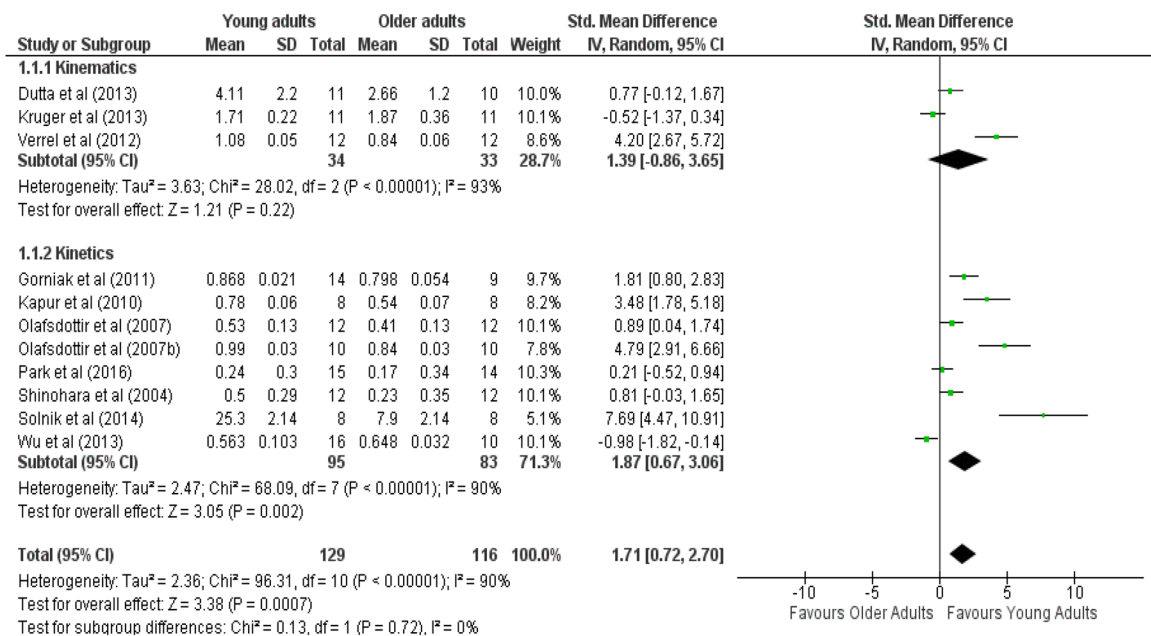 Young adults Older adults Std. Mean Difference Std. Mean Difference
Study or Subgroup Mean SD Total Mean SD Total Weight IV, Random, 95% CI IV, Random, 95% CI
1.1.1 Kinematics
Dutta et al (2013) 4.11 2.2 11 2.66 1.2 10 10.0% 0.77 [-0.12, 1.67]
Kruger et al (2013) 1.71 0.22 11 1.87 0.36 11 10.1% -0.52 [-1.37, 0.34]
Verrel et al (2012) 1.08 0.05 12 0.84 0.06 12 8.6% 4.20 [2.67, 5.72]
Subtotal (95% CI) 34 33 28.7% 1.39 [-0.86, 3.65]
Heterogeneity: Tau² = 3.63; Chi² = 28.02, df = 2 (P < 0.00001); I² = 93%
Test for overall effect: Z = 1.21 (P = 0.22)
1.1.2 Kinetics
Gorniak et al (2011) 0.868 0.021 14 0.798 0.054 9 9.7% 1.81 [0.80, 2.83]
Kapur et al (2010) 0.78 0.06 8 0.54 0.07 8 8.2% 3.48 [1.78, 5.18]
Olafsdottir et al (2007) 0.53 0.13 12 0.41 0.13 12 10.1% 0.89 [0.04, 1.74]
Olafsdottir et al (2007b) 0.99 0.03 10 0.84 0.03 10 7.8% 4.79 [2.91, 6.66]
Park et al (2016) 0.24 0.3 15 0.17 0.34 14 10.3% 0.21 [-0.52, 0.94]
Shinohara et al (2004) 0.5 0.29 12 0.23 0.35 12 10.1% 0.81 [-0.03, 1.65]
Solnik et al (2014) 25.3 2.14 8 7.9 2.14 8 5.1% 7.69 [4.47, 10.91]
Wu et al (2013) 0.563 0.103 16 0.648 0.032 10 10.1% -0.98 [-1.82, -0.14]
Subtotal (95% CI) 95 83 71.3% 1.87 [0.67, 3.06]
Heterogeneity: Tau² = 2.47; Chi² = 68.09, df = 7 (P < 0.00001); I² = 90%
Test for overall effect: Z = 3.05 (P = 0.002)
Total (95% CI) 129 116 100.0% 1.71 [0.72, 2.70]
Heterogeneity: Tau² = 2.36; Chi² = 96.31, df = 10 (P < 0.00001); I² = 90%
Test for overall effect: Z = 3.38 (P = 0.0007)
Test for subgroup differences: Chi² = 0.13, df = 1 (P = 0.72), I² = 0%
-10 -5 0 5 10
Favours Older Adults Favours Young Adults